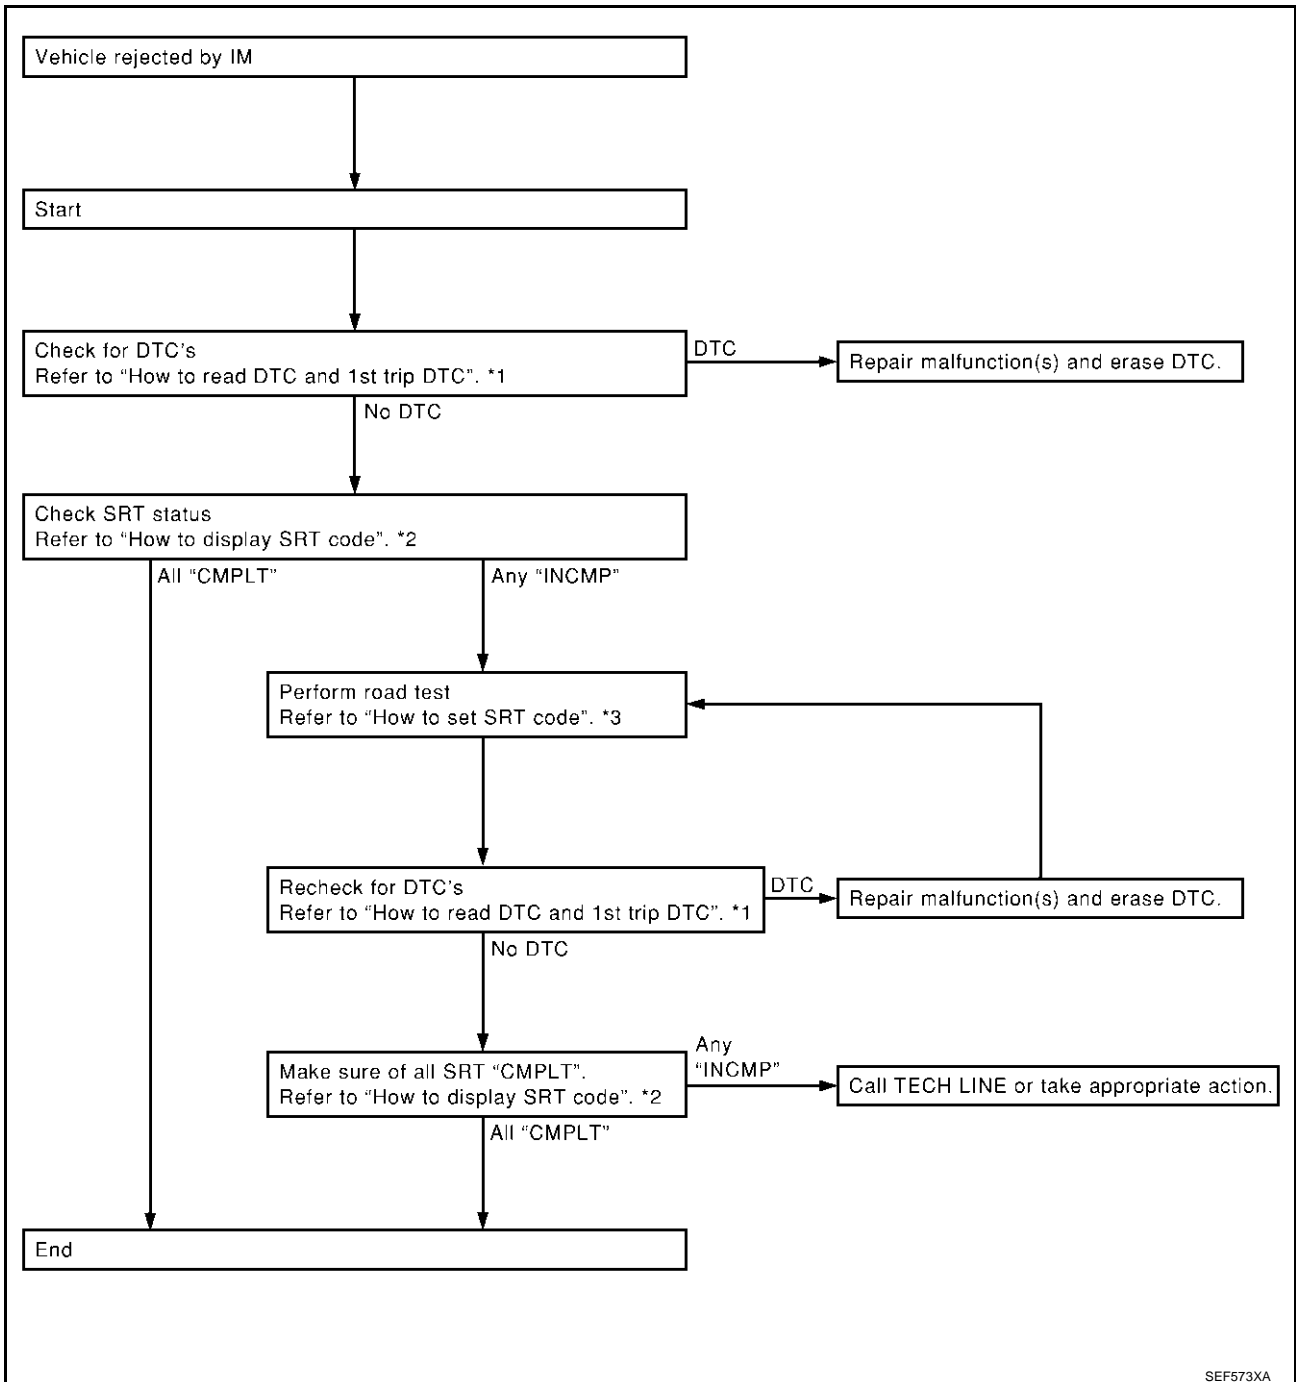 Vehicle rejected by IM
Start
Check for DTC's
Refer to “How to read DTC and 1st trip DTC”. *1
DTC
Repair malfunction(s) and erase DTC.
No DTC
Check SRT status
Refer to “How to display SRT code”. *2
All “CMPLT”
Any “INCMP”
Perform road test
Refer to “How to set SRT code”. *3
Recheck for DTC's
Refer to “How to read DTC and 1st trip DTC”. *1
DTC
Repair malfunction(s) and erase DTC.
No DTC
Make sure of all SRT “CMPLT”.
Refer to “How to display SRT code”. *2
Any
“INCMP”
Call TECH LINE or take appropriate action.
All “CMPLT”
End
SEF573XA